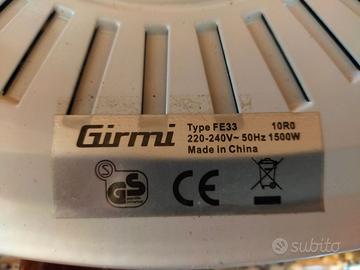 Girmi
Type FE33 10R0
220-240V~ 50Hz 1500W
Made in China
S
GS
CE
subito